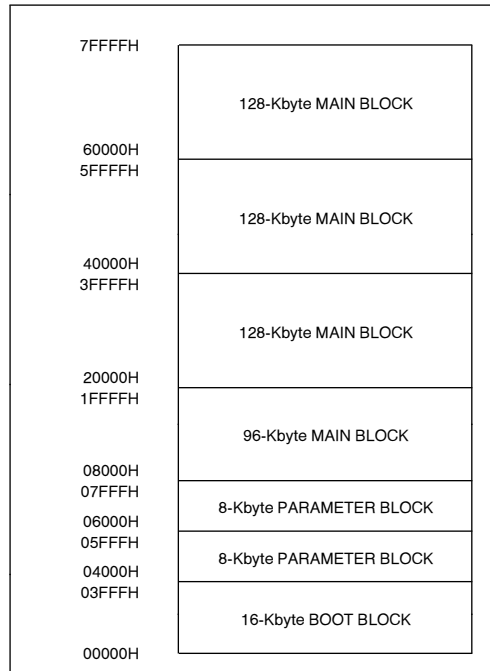 7FFFFH
128-Kbyte MAIN BLOCK
60000H
5FFFFH
128-Kbyte MAIN BLOCK
40000H
3FFFFH
128-Kbyte MAIN BLOCK
20000H
1FFFFH
96-Kbyte MAIN BLOCK
08000H
07FFFH
8-Kbyte PARAMETER BLOCK
06000H
05FFFH
8-Kbyte PARAMETER BLOCK
04000H
03FFFH
16-Kbyte BOOT BLOCK
00000H